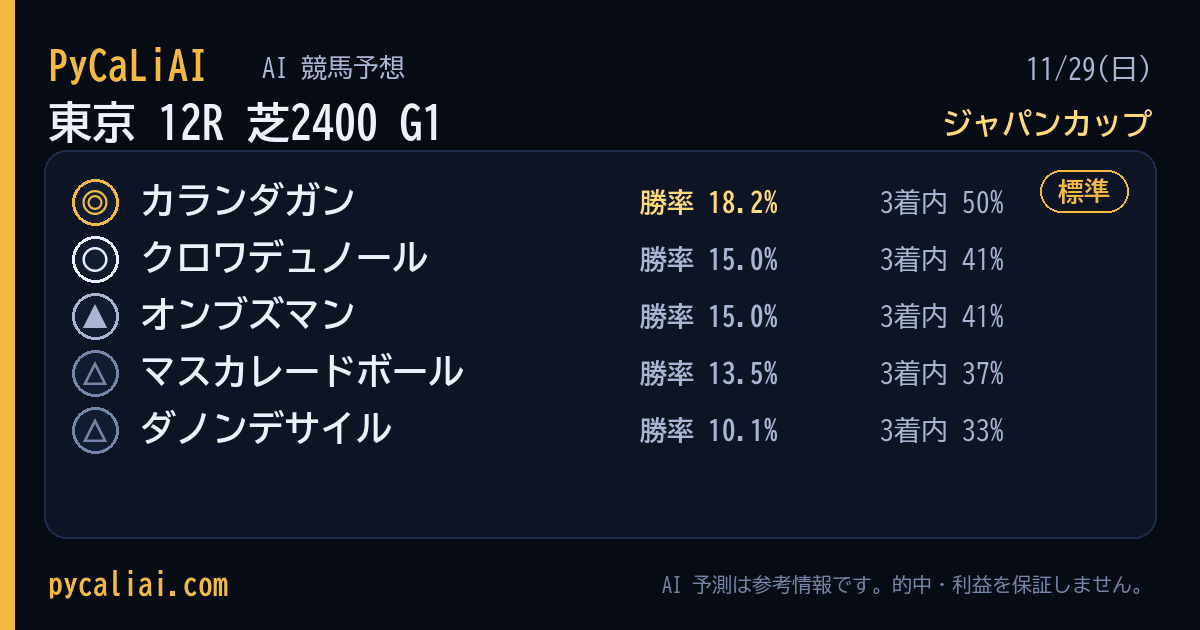 PyCaLiAI AI 競馬予想 11/29(日)
東京 12R 芝2400 G1 ジャパンカップ
◎ カランダガン 勝率 18.2% 3着内 50% 標準
○ クロワデュノール 勝率 15.0% 3着内 41%
▲ オンブズマン 勝率 15.0% 3着内 41%
△ マスカレードボール 勝率 13.5% 3着内 37%
△ ダノンデサイル 勝率 10.1% 3着内 33%
pycaliai.com AI 予測は参考情報です。的中・利益を保証しません。